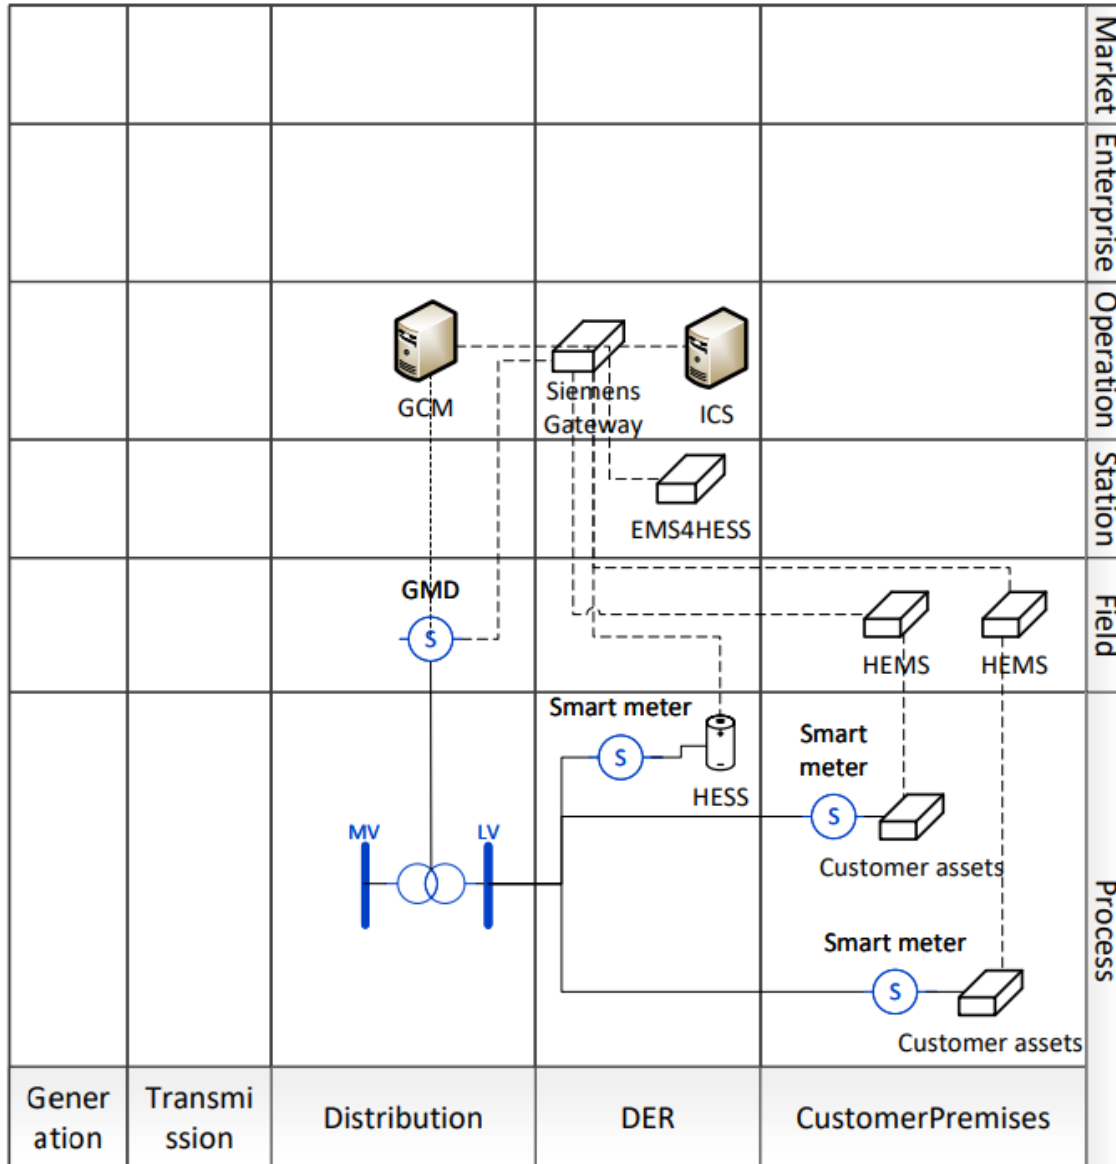 Market
Enterprise
Operation
GCM
Siemens
Gateway
ICS
Station
EMS4HESS
Field
GMD
S
HEMS
HEMS
Process
Smart meter
S
HESS
Smart
meter
S
Customer assets
MV
LV
Smart meter
S
Customer assets
Gener
ation
Transmi
ssion
Distribution
DER
CustomerPremises